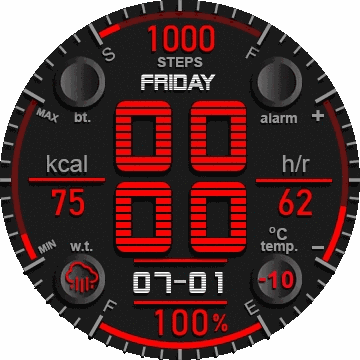 1000
S STEPS F
FRIDAY
MAX bt. alarm +
00
kcal h/r
75 62
00
MIN w.t. °C temp. −
07-01 -10
F E
100%